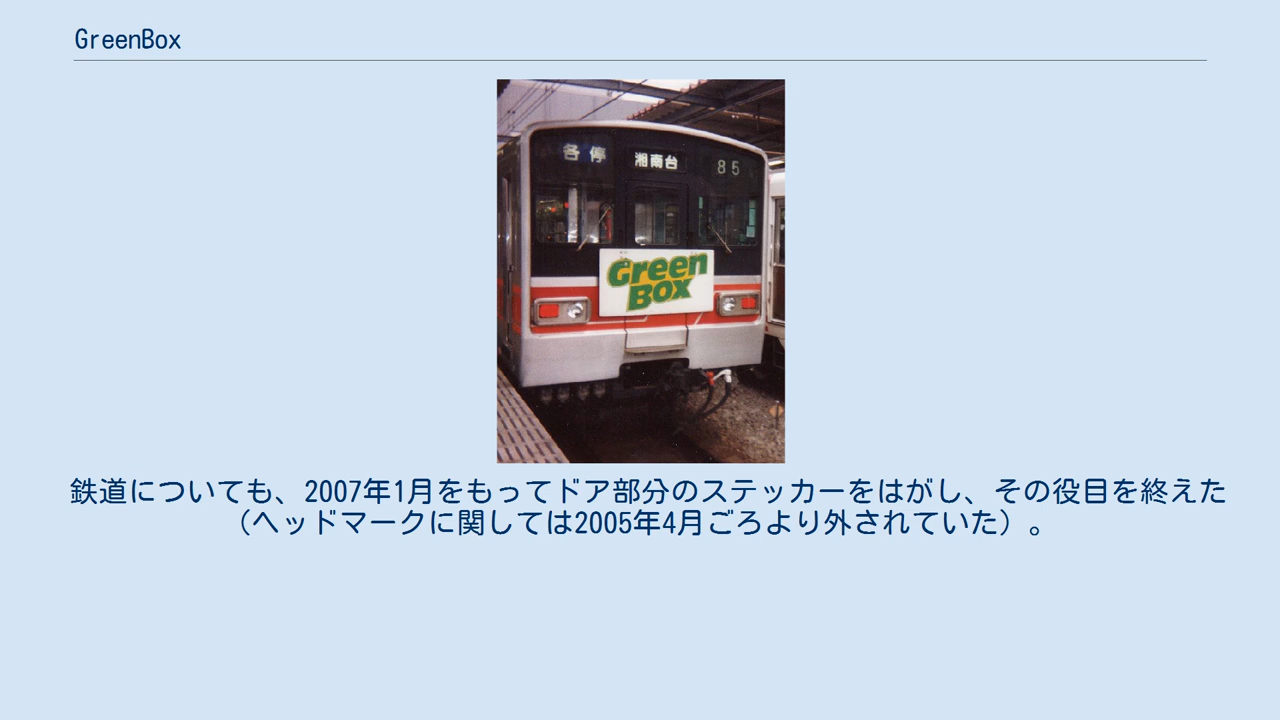 GreenBox
各停
湘南台
85
Green
Box
鉄道についても、2007年1月をもってドア部分のステッカーをはがし、その役目を終えた
（ヘッドマークに関しては2005年4月ごろより外されていた）。